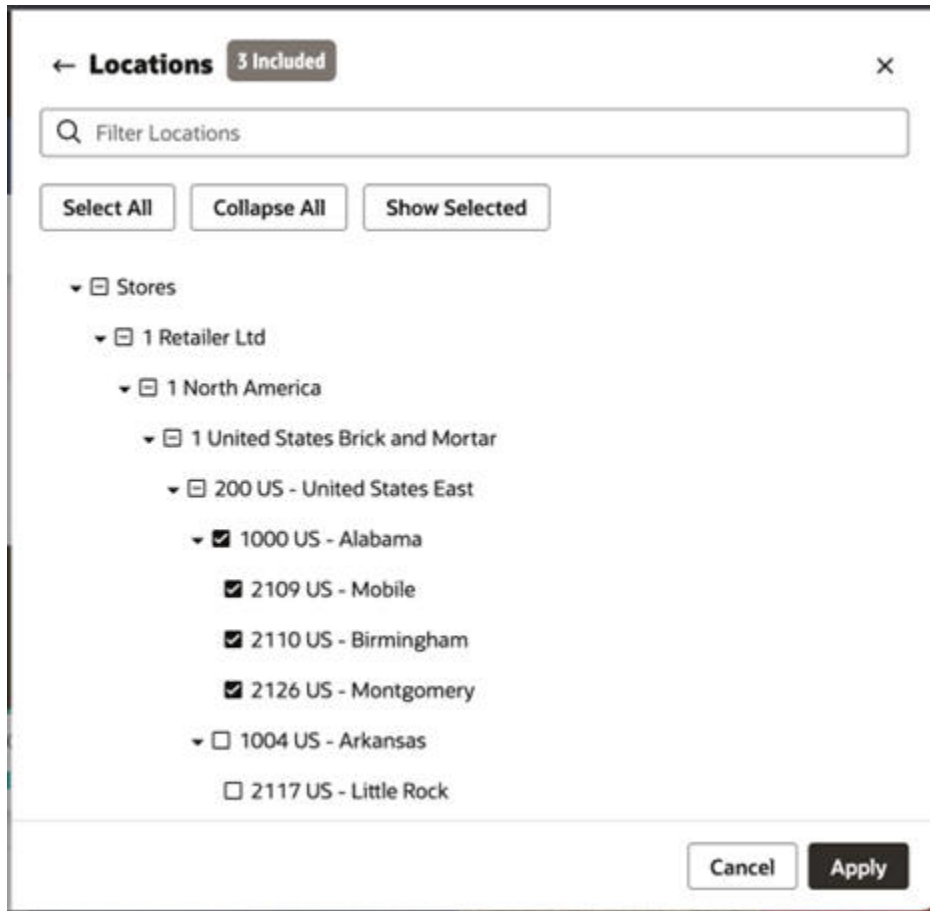 ← Locations 3 Included ×
Filter Locations
Select All Collapse All Show Selected
Stores
1 Retailer Ltd
1 North America
1 United States Brick and Mortar
200 US - United States East
1000 US - Alabama
2109 US - Mobile
2110 US - Birmingham
2126 US - Montgomery
1004 US - Arkansas
2117 US - Little Rock
Cancel Apply